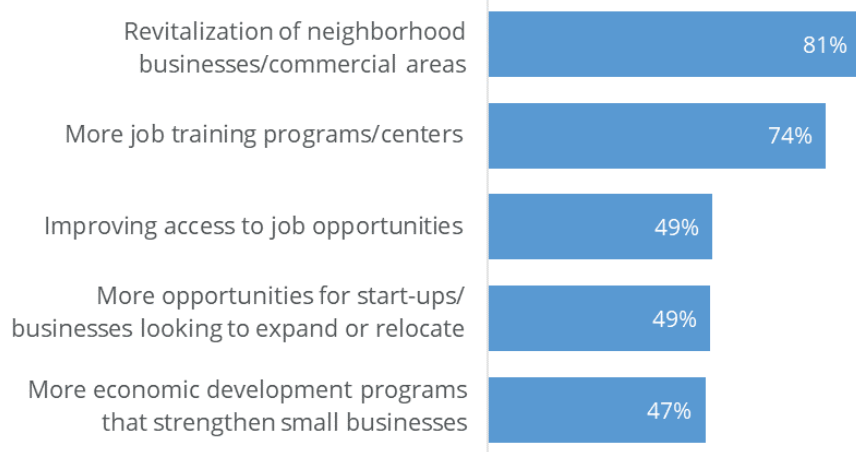 Revitalization of neighborhood
businesses/commercial areas
81%
More job training programs/centers
74%
Improving access to job opportunities
49%
More opportunities for start-ups/
businesses looking to expand or relocate
49%
More economic development programs
that strengthen small businesses
47%